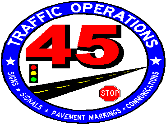 TRAFFIC OPERATIONS
45
STOP
SIGNS • SIGNALS • PAVEMENT MARKINGS • COMMUNICATIONS